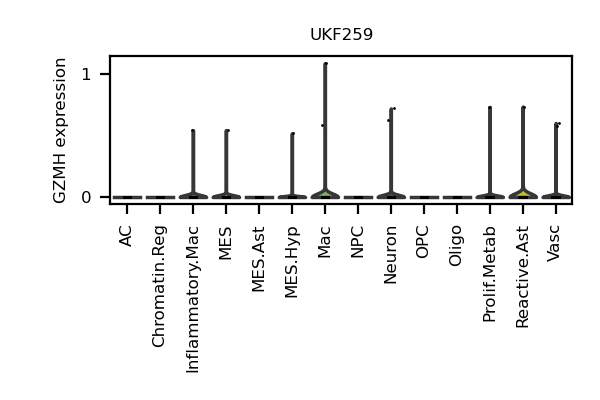 UKF259
GZMH expression
1
0
AC
Chromatin.Reg
Inflammatory.Mac
MES
MES.Ast
MES.Hyp
Mac
NPC
Neuron
OPC
Oligo
Prolif.Metab
Reactive.Ast
Vasc